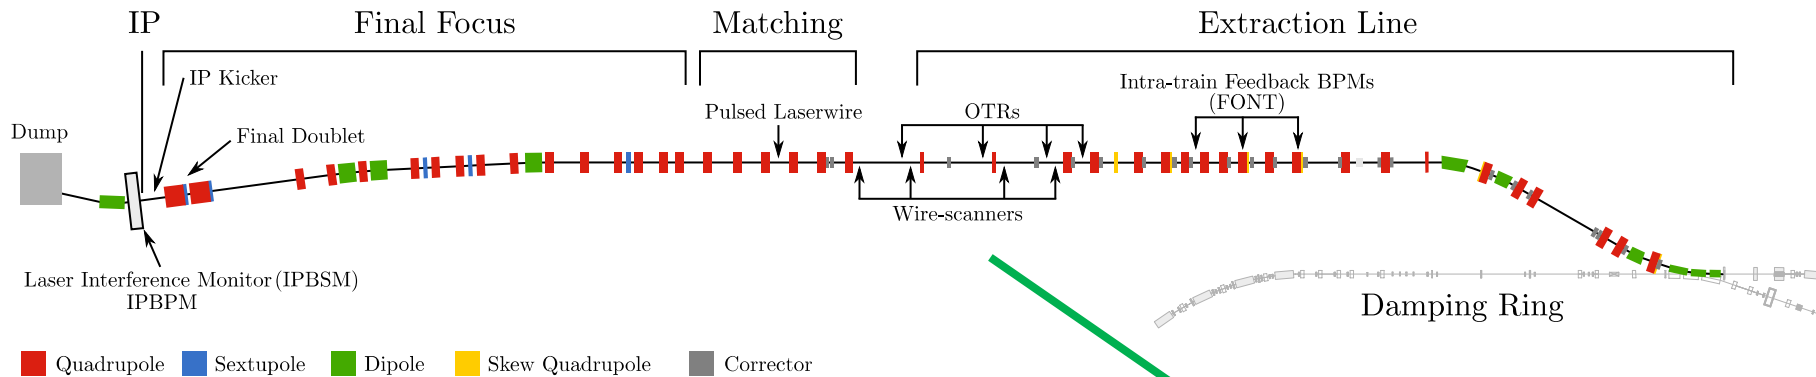 IP
Final Focus
Matching
Extraction Line
IP Kicker
Intra-train Feedback BPMs
(FONT)
Pulsed Laserwire
OTRs
Dump
Final Doublet
Wire-scanners
Laser Interference Monitor (IPBSM)
IPBPM
Damping Ring
Quadrupole
Sextupole
Dipole
Skew Quadrupole
Corrector